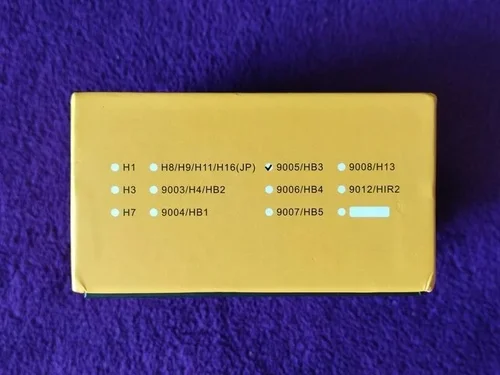 H1 H8/H9/H11/H16(JP) 9005/HB3 9008/H13
H3 9003/H4/HB2 9006/HB4 9012/HIR2
H7 9004/HB1 9007/HB5